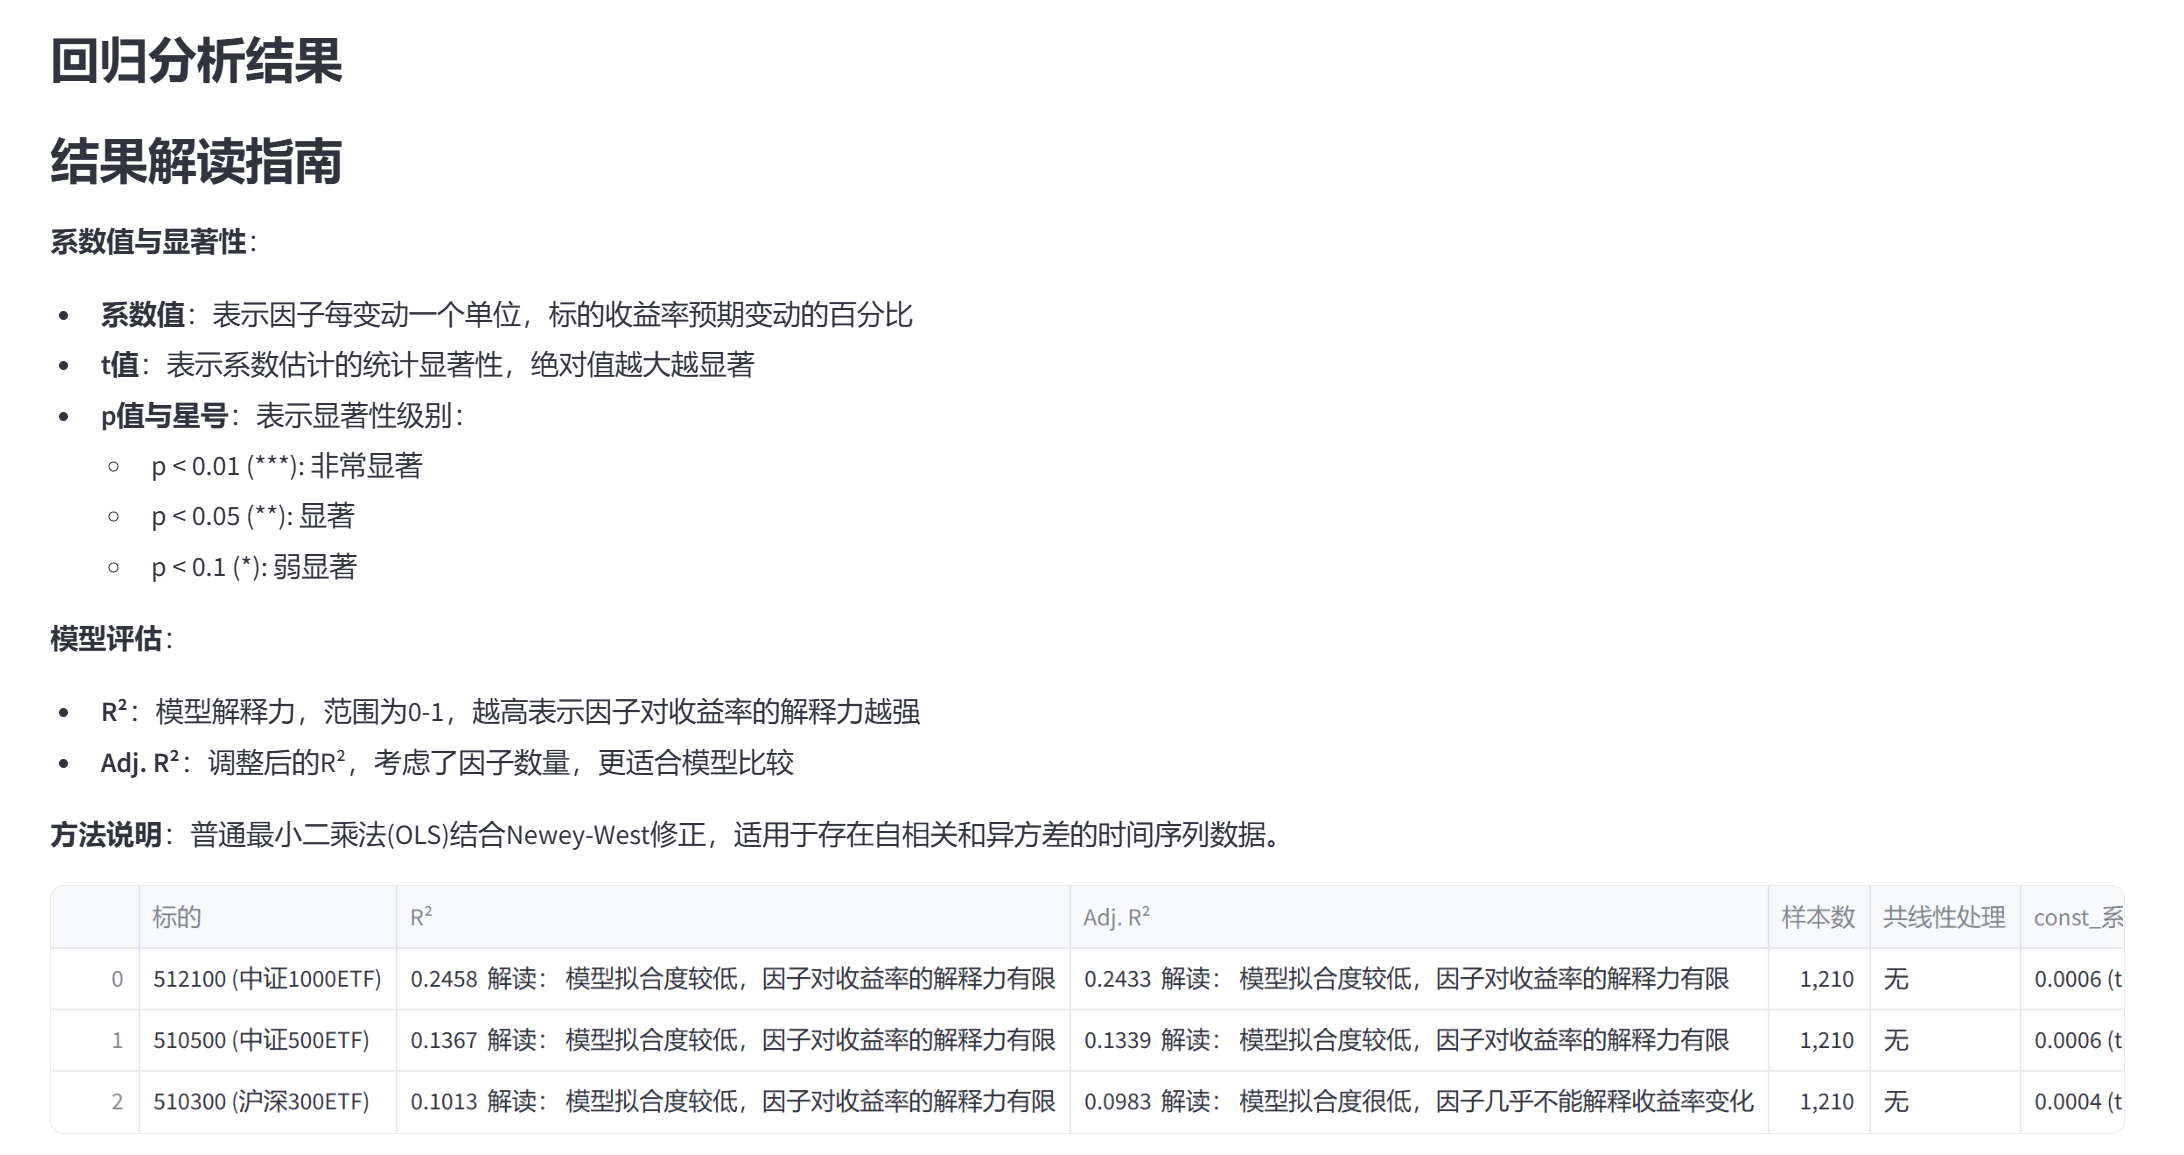 回归分析结果
结果解读指南
系数值与显著性：
系数值：表示因子每变动一个单位，标的收益率预期变动的百分比
t值：表示系数估计的统计显著性，绝对值越大越显著
p值与星号：表示显著性级别：
p < 0.01 (***): 非常显著
p < 0.05 (**): 显著
p < 0.1 (*): 弱显著
模型评估：
R²：模型解释力，范围为0-1，越高表示因子对收益率的解释力越强
Adj. R²：调整后的R²，考虑了因子数量，更适合模型比较
方法说明：普通最小二乘法(OLS)结合Newey-West修正，适用于存在自相关和异方差的时间序列数据。
标的 R² Adj. R² 样本数 共线性处理 const_系
0 512100 (中证1000ETF) 0.2458 解读： 模型拟合度较低，因子对收益率的解释力有限 0.2433 解读： 模型拟合度较低，因子对收益率的解释力有限 1,210 无 0.0006 (t
1 510500 (中证500ETF) 0.1367 解读： 模型拟合度较低，因子对收益率的解释力有限 0.1339 解读： 模型拟合度较低，因子对收益率的解释力有限 1,210 无 0.0006 (t
2 510300 (沪深300ETF) 0.1013 解读： 模型拟合度较低，因子对收益率的解释力有限 0.0983 解读： 模型拟合度很低，因子几乎不能解释收益率变化 1,210 无 0.0004 (t